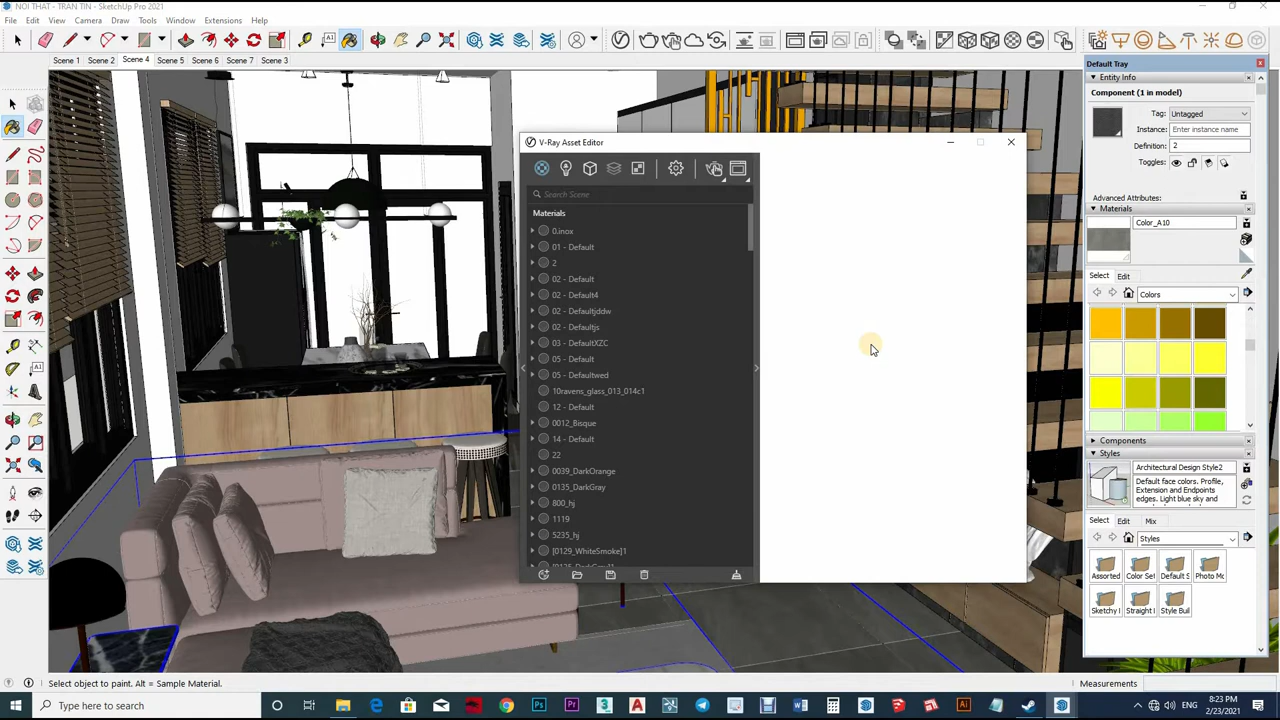 NOI THAT - TRAN TIN - SketchUp Pro 2021
File Edit View Camera Draw Tools Window Extensions Help
Scene 1 Scene 2 Scene 4 Scene 5 Scene 6 Scene 7 Scene 3
V-Ray Asset Editor
Search Scene
Materials
0.inox
01 - Default
2
02 - Default
02 - Default4
02 - Defaultjddw
02 - Defaultjs
03 - DefaultXZC
05 - Default
05 - Defaultwed
10ravens_glass_013_014c1
12 - Default
0012_Bisque
14 - Default
22
0039_DarkOrange
0135_DarkGray
800_hj
1119
5235_hj
[0129_WhiteSmoke]1
Default Tray
Entity Info
Component (1 in model)
Tag: Untagged
Instance: Enter instance name
Definition: 2
Toggles:
Advanced Attributes:
Materials
Color_A10
Select Edit
Colors
Components
Styles
Architectural Design Style2
Default face colors. Profile,
Extension and Endpoints
edges. Light blue sky and
Select Edit Mix
Styles
Assorted Color Se Default S Photo Mo
Sketchy Straight Style Buil
Select object to paint. Alt = Sample Material.
Measurements
Type here to search
ENG
8:23 PM
2/23/2021